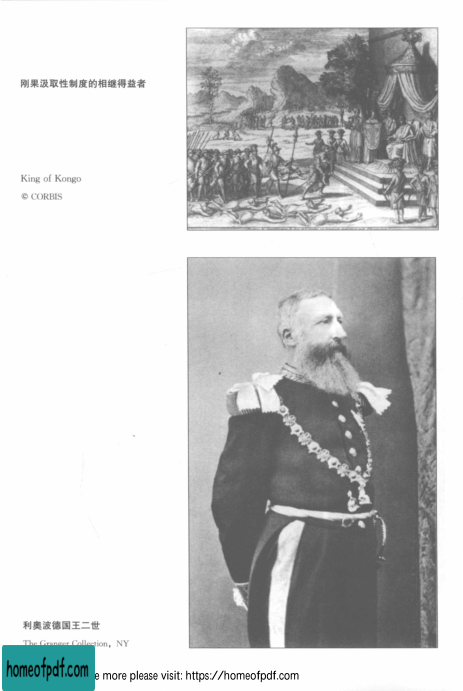 刚果汲取性制度的相继得益者
King of Kongo
© CORBIS
利奥波德国王二世
The Granger Collection, NY
homeofpdf.com
e more please visit: https://homeofpdf.com